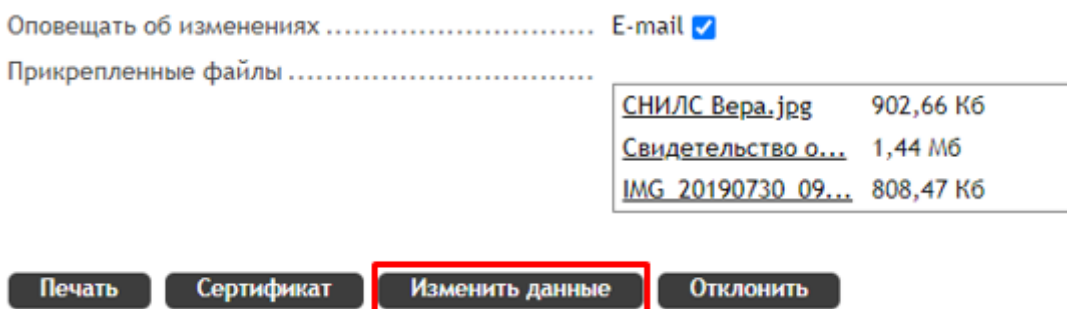 Оповещать об изменениях ............................. E-mail
Прикрепленные файлы .................................
СНИЛС Вера.jpg 902,66 Кб
Свидетельство о... 1,44 Мб
IMG_20190730_09... 808,47 Кб
Печать Сертификат Изменить данные Отклонить